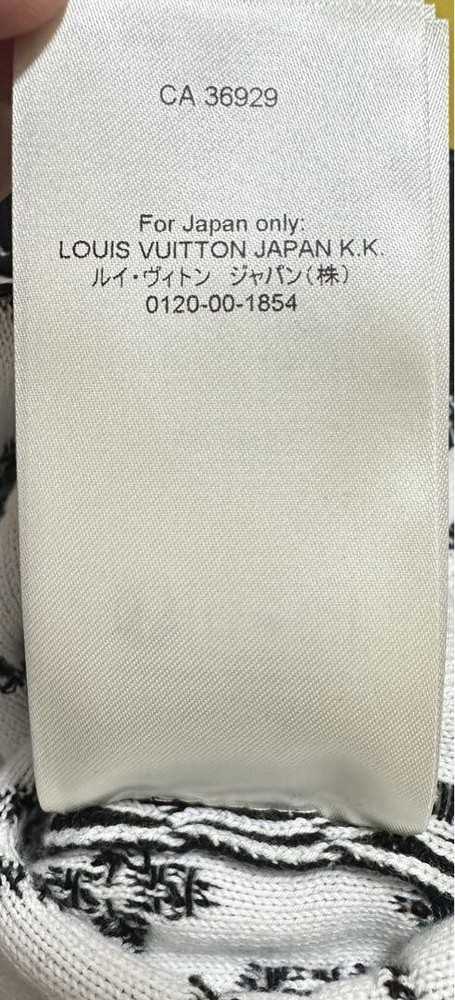 CA 36929
For Japan only:
LOUIS VUITTON JAPAN K.K.
ルイ・ヴィトン ジャパン(株)
0120-00-1854